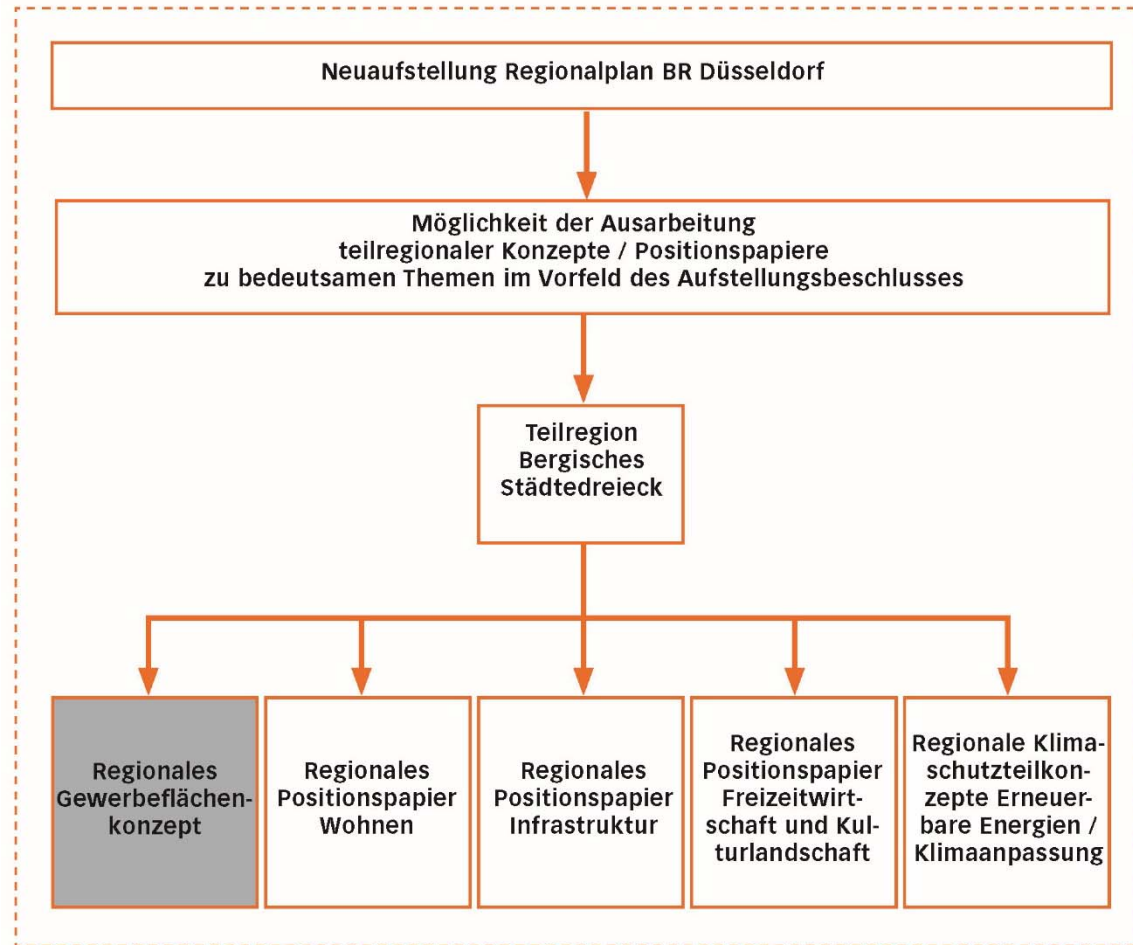 Neuaufstellung Regionalplan BR Düsseldorf
Möglichkeit der Ausarbeitung
teilregionaler Konzepte / Positionspapiere
zu bedeutsamen Themen im Vorfeld des Aufstellungsbeschlusses
Teilregion
Bergisches
Städtedreieck
Regionales
Gewerbeflächen-
konzept
Regionales
Positionspapier
Wohnen
Regionales
Positionspapier
Infrastruktur
Regionales
Positionspapier
Freizeitwirt-
schaft und Kul-
turlandschaft
Regionale Klima-
schutzteilkon-
zepte Erneuer-
bare Energien /
Klimaanpassung